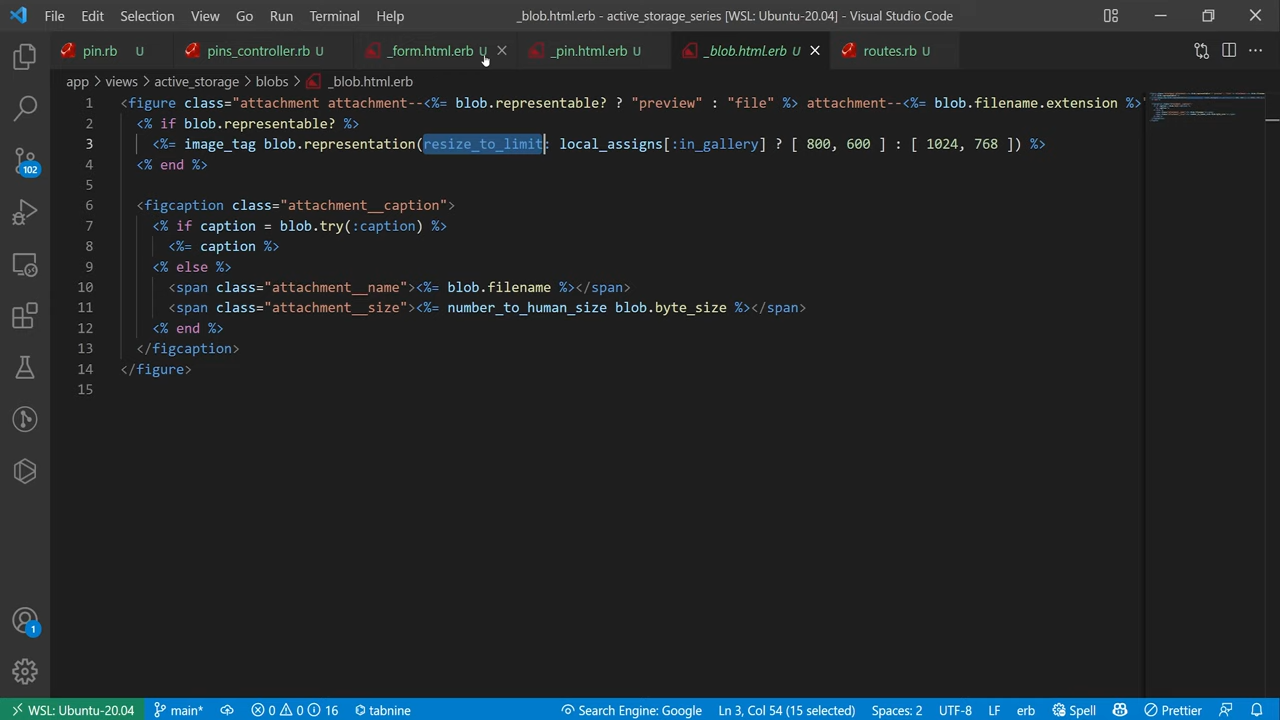 File Edit Selection View Go Run Terminal Help _blob.html.erb - active_storage_series [WSL: Ubuntu-20.04] - Visual Studio Code
pin.rb U pins_controller.rb U _form.html.erb U _pin.html.erb U _blob.html.erb U routes.rb U
app > views > active_storage > blobs > _blob.html.erb
1 <figure class="attachment attachment--<%= blob.representable? ? "preview" : "file" %> attachment--<%= blob.filename.extension %>
2 <% if blob.representable? %>
3 <%= image_tag blob.representation(resize_to_limit: local_assigns[:in_gallery] ? [ 800, 600 ] : [ 1024, 768 ]) %>
4 <% end %>
5
6 <figcaption class="attachment__caption">
7 <% if caption = blob.try(:caption) %>
8 <%= caption %>
9 <% else %>
10 <span class="attachment__name"><%= blob.filename %></span>
11 <span class="attachment__size"><%= number_to_human_size blob.byte_size %></span>
12 <% end %>
13 </figcaption>
14 </figure>
15
102
1
WSL: Ubuntu-20.04 main* 0 0 16 tabnine Search Engine: Google Ln 3, Col 54 (15 selected) Spaces: 2 UTF-8 LF erb Spell Prettier